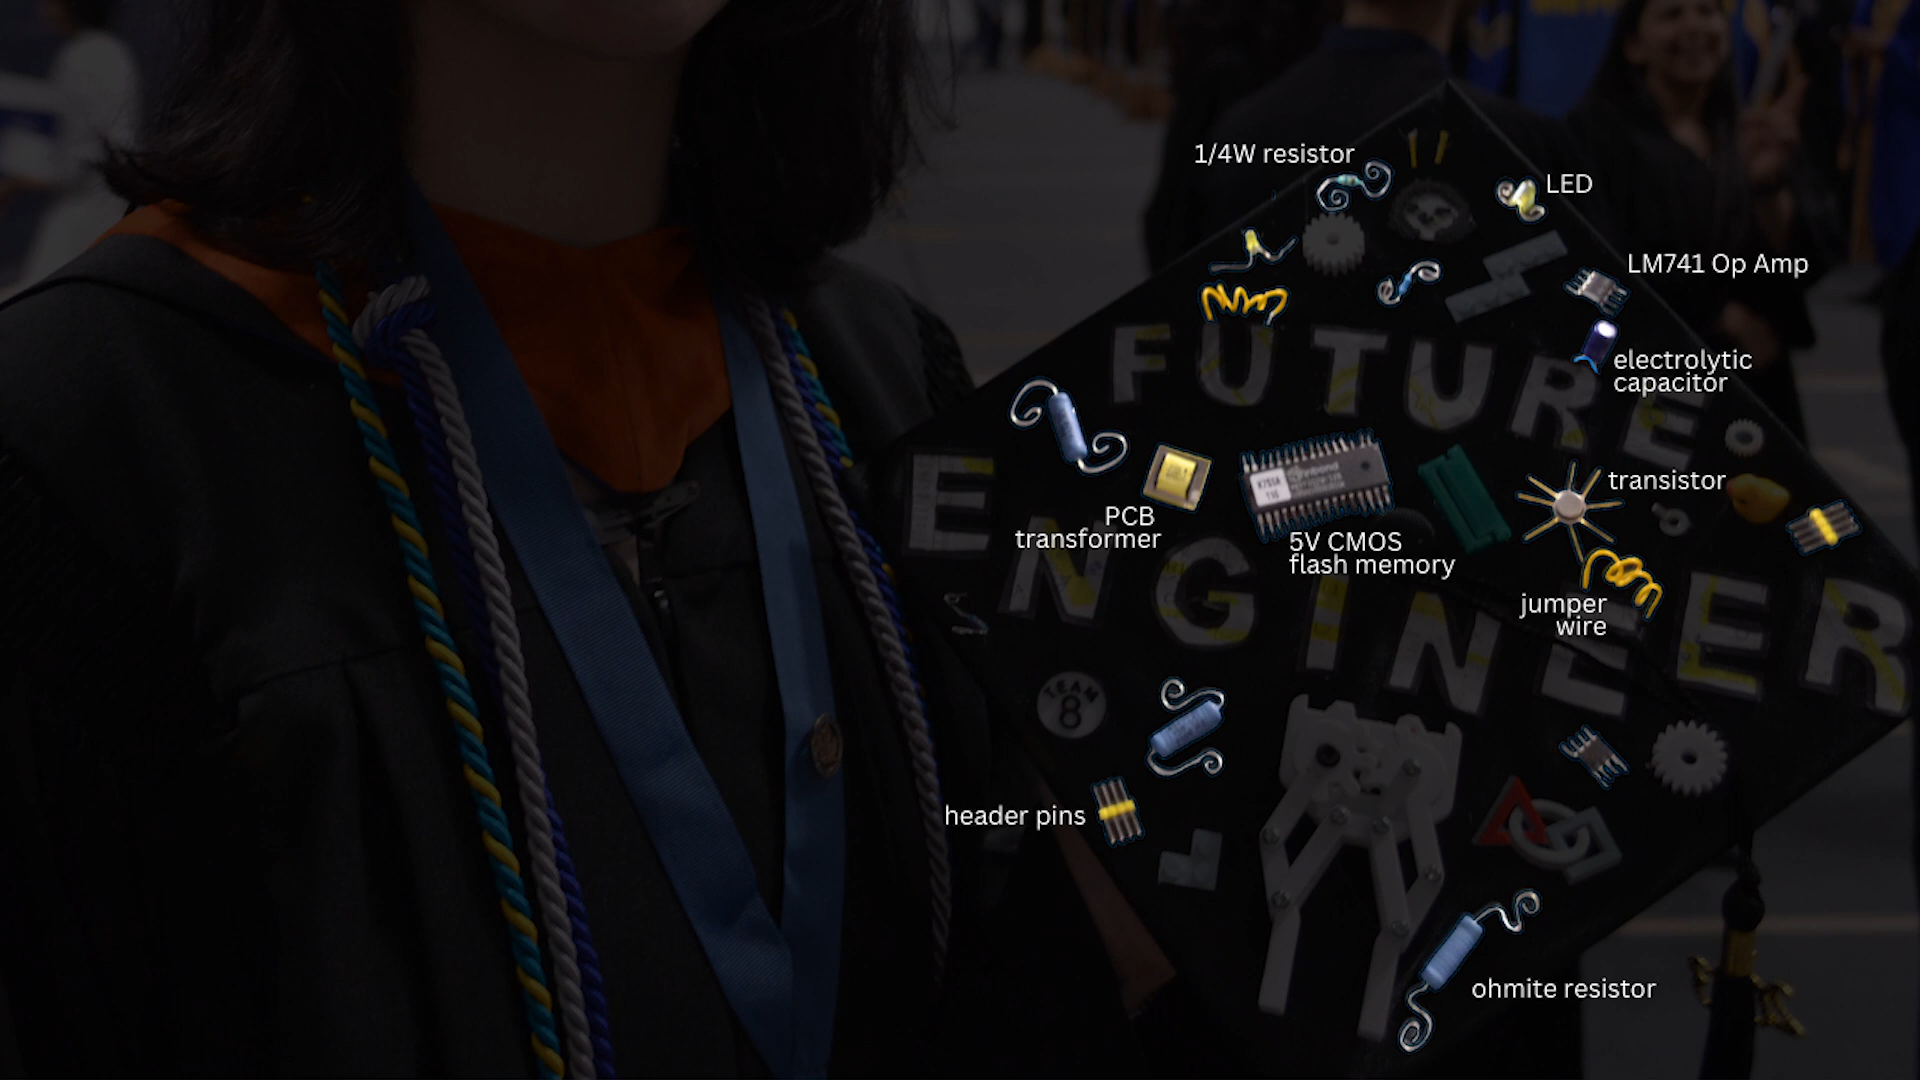 1/4W resistor
LED
LM741 Op Amp
electrolytic
capacitor
FUTURE
transistor
PCB
transformer
5V CMOS
flash memory
jumper
wire
ENGINEER
TEAM
8
header pins
ohmite resistor